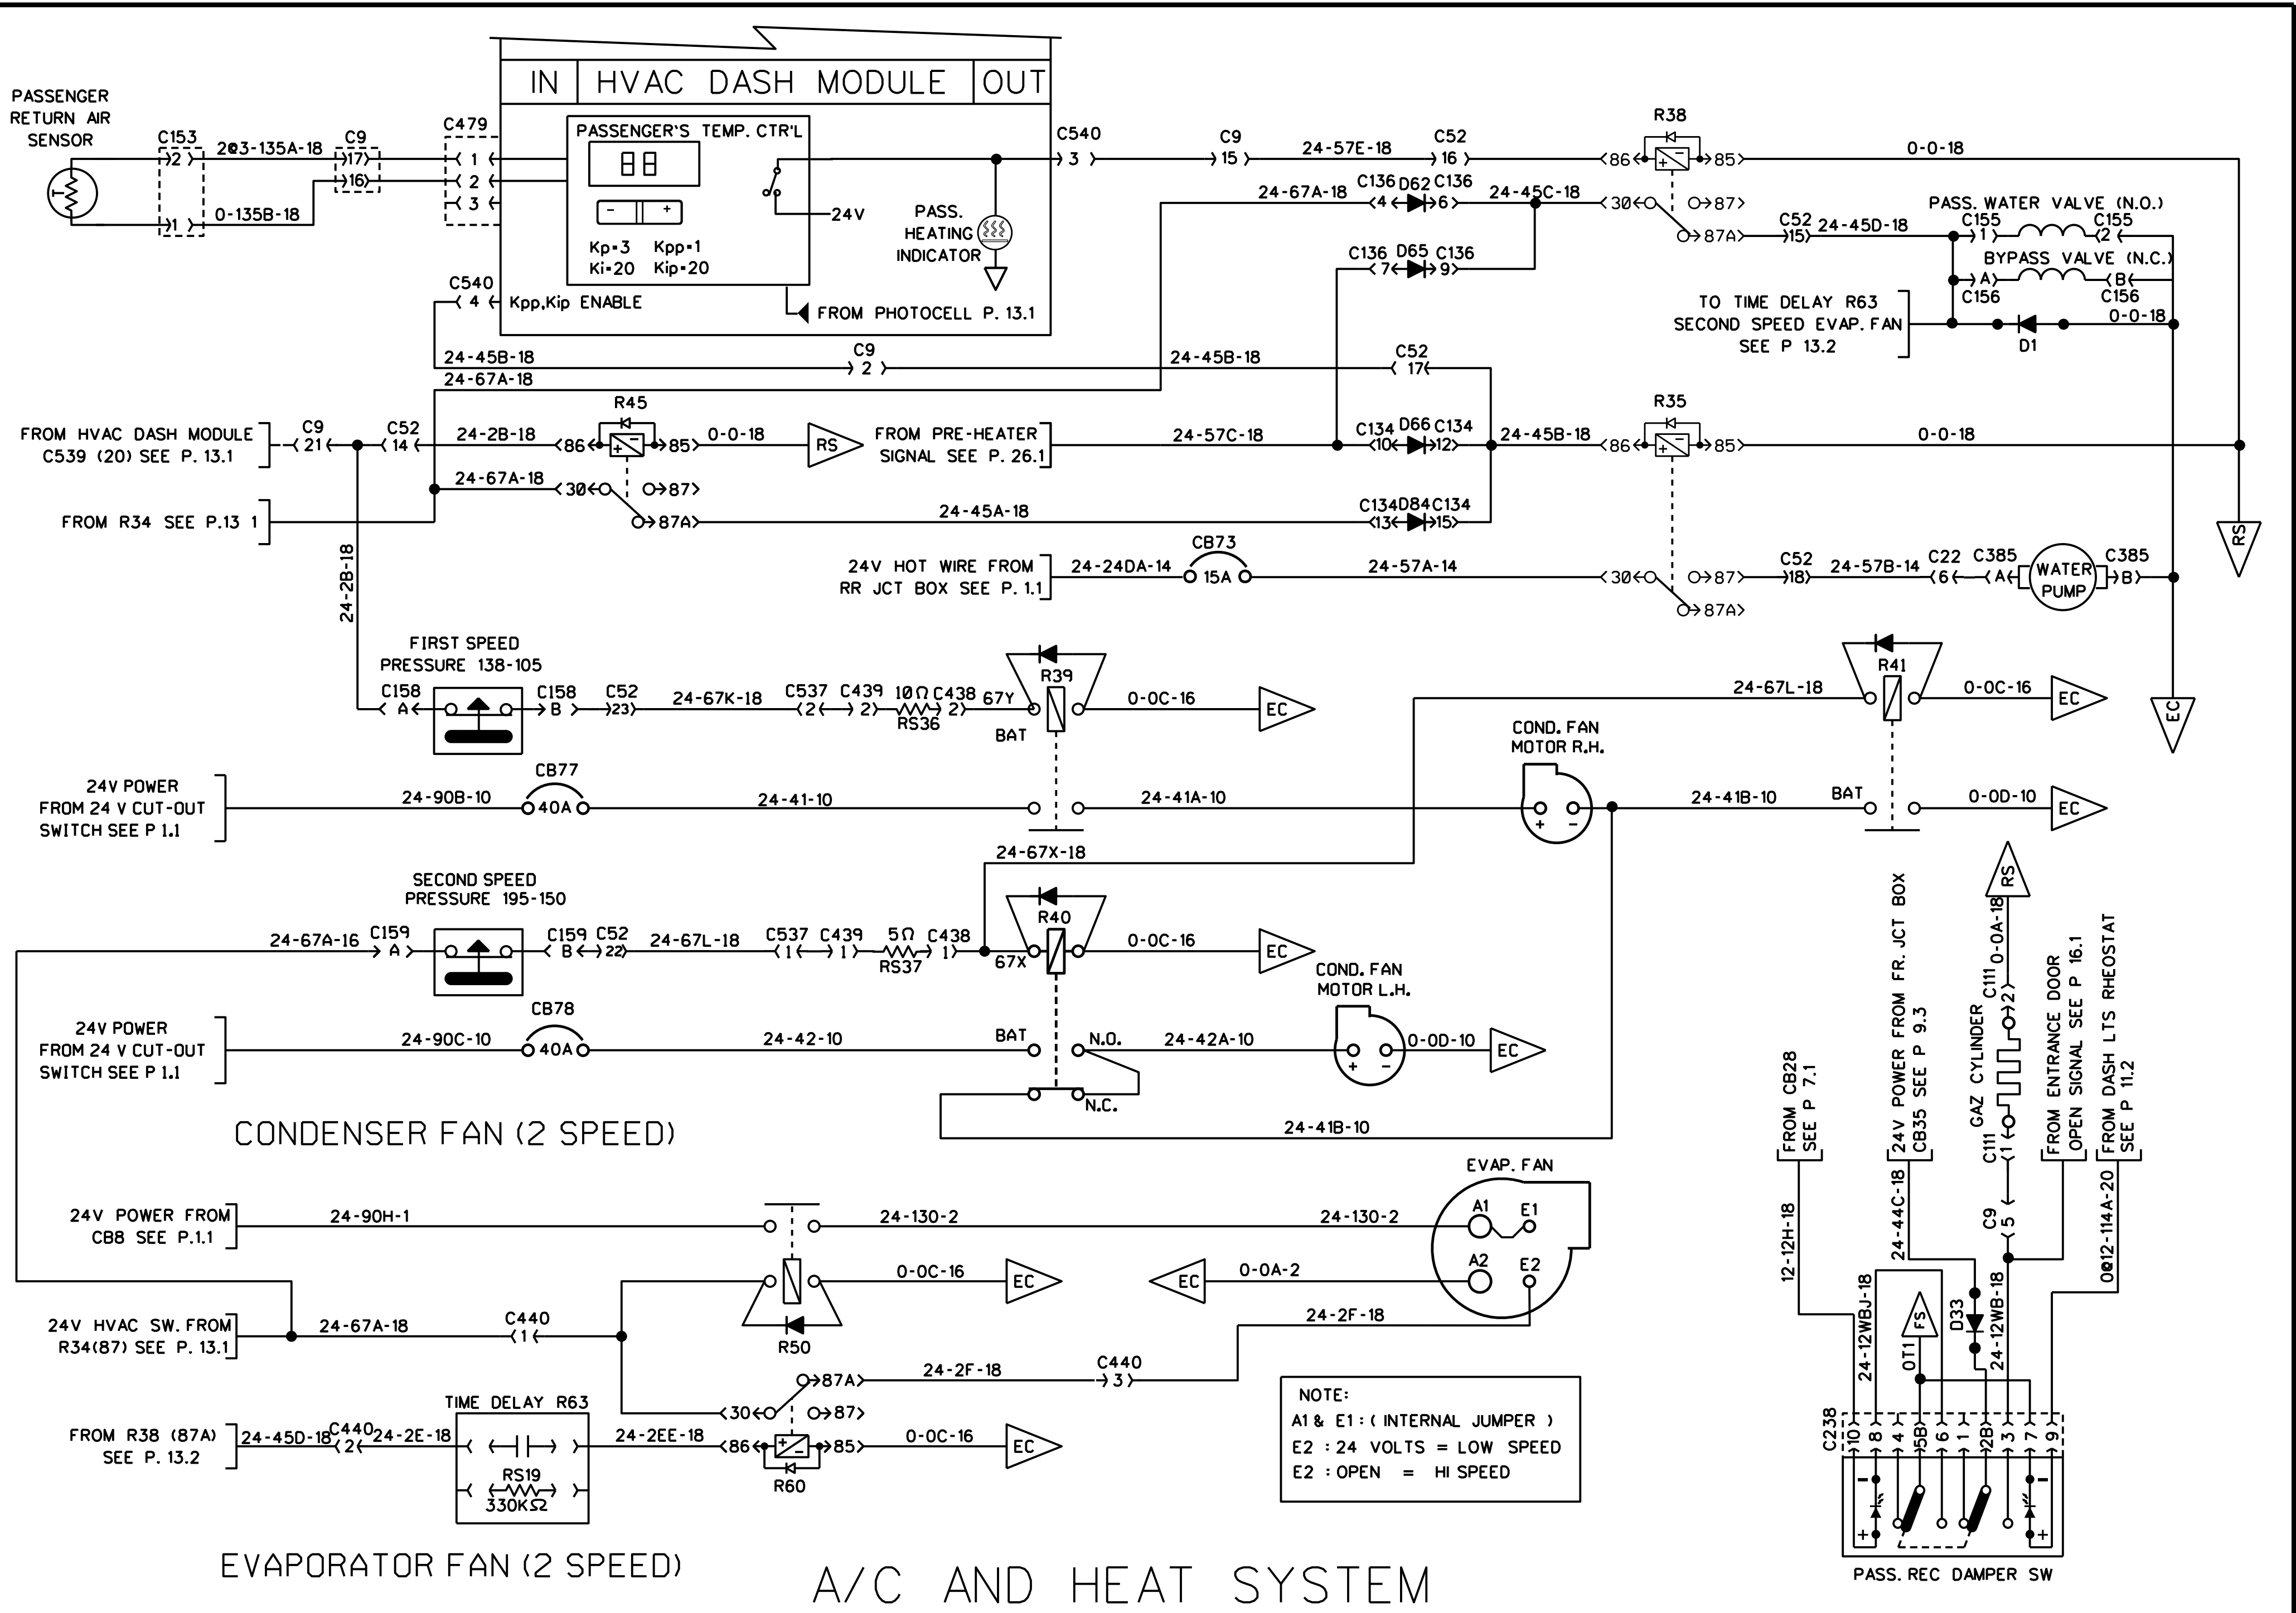 IN HVAC DASH MODULE OUT
PASSENGER
RETURN AIR
SENSOR
C153
2
1
2@3-135A-18
0-135B-18
C9
17
16
C479
1
2
3
PASSENGER'S TEMP. CTR'L
88
- +
Kp=3 Kpp=1
Ki=20 Kip=20
24V
PASS.
HEATING
INDICATOR
C540
4
Kpp,Kip ENABLE
FROM PHOTOCELL P. 13.1
C540
3
C9
15
24-57E-18
C52
16
R38
86
85
0-0-18
24-67A-18
C136 D62 C136
4 6
24-45C-18
30
87
87A
C136 D65 C136
7 9
C52
15
24-45D-18
PASS. WATER VALVE (N.O.)
C155 C155
1 2
BYPASS VALVE (N.C.)
A B
C156 C156
TO TIME DELAY R63
SECOND SPEED EVAP. FAN
SEE P 13.2
D1
0-0-18
24-45B-18
C9
2
24-45B-18
C52
17
24-67A-18
FROM HVAC DASH MODULE
C539 (20) SEE P. 13.1
C9
21
C52
14
24-2B-18
R45
86
85
0-0-18
RS
24-67A-18
30
87
87A
24-45A-18
FROM R34 SEE P.13 1
24-2B-18
FROM PRE-HEATER
SIGNAL SEE P. 26.1
24-57C-18
C134 D66 C134
10 12
24-45B-18
C134 D84 C134
13 15
R35
86
85
0-0-18
RS
24V HOT WIRE FROM
RR JCT BOX SEE P. 1.1
24-24DA-14
CB73
15A
24-57A-14
30
87
87A
C52
18
24-57B-14
C22
6
C385
A
WATER
PUMP
C385
B
EC
FIRST SPEED
PRESSURE 138-105
C158
A
C158
B
C52
23
24-67K-18
C537
2
C439
2
10Ω
RS36
C438
2
67Y
R39
BAT
0-0C-16
EC
24V POWER
FROM 24 V CUT-OUT
SWITCH SEE P 1.1
24-90B-10
CB77
40A
24-41-10
24-41A-10
COND. FAN
MOTOR R.H.
+ -
24-41B-10
24-67L-18
R41
0-0C-16
EC
BAT
0-0D-10
EC
24-67X-18
SECOND SPEED
PRESSURE 195-150
24-67A-16
C159
A
C159
B
C52
22
24-67L-18
C537
1
C439
1
5Ω
RS37
C438
1
67X
R40
0-0C-16
EC
24V POWER
FROM 24 V CUT-OUT
SWITCH SEE P 1.1
24-90C-10
CB78
40A
24-42-10
BAT
N.O.
N.C.
24-42A-10
COND. FAN
MOTOR L.H.
+ -
0-0D-10
EC
24-41B-10
CONDENSER FAN (2 SPEED)
24V POWER FROM
CB8 SEE P.1.1
24-90H-1
24-130-2
24-130-2
EVAP. FAN
A1 E1
A2 E2
0-0C-16
EC
EC
0-0A-2
24-2F-18
R50
24V HVAC SW. FROM
R34(87) SEE P. 13.1
24-67A-18
C440
1
87A
24-2F-18
C440
3
30
87
FROM R38 (87A)
SEE P. 13.2
24-45D-18
C440
2
24-2E-18
TIME DELAY R63
RS19
330KΩ
24-2EE-18
86
85
R60
0-0C-16
EC
NOTE:
A1 & E1 : ( INTERNAL JUMPER )
E2 : 24 VOLTS = LOW SPEED
E2 : OPEN = HI SPEED
FROM CB28
SEE P 7.1
12-12H-18
24V POWER FROM FR. JCT BOX
CB35 SEE P 9.3
24-44C-18
GAZ CYLINDER
RS
0-0A-18
C111
2
C111
1
C9
5
FROM ENTRANCE DOOR
OPEN SIGNAL SEE P 16.1
FROM DASH LTS RHEOSTAT
SEE P 11.2
0@12-114A-20
24-12WBJ-18
FS
0T1
D33
24-12WB-18
C238
10 8 4 5B 6 1 2B 3 7 9
- -
+ +
PASS. REC DAMPER SW
EVAPORATOR FAN (2 SPEED)
A/C AND HEAT SYSTEM